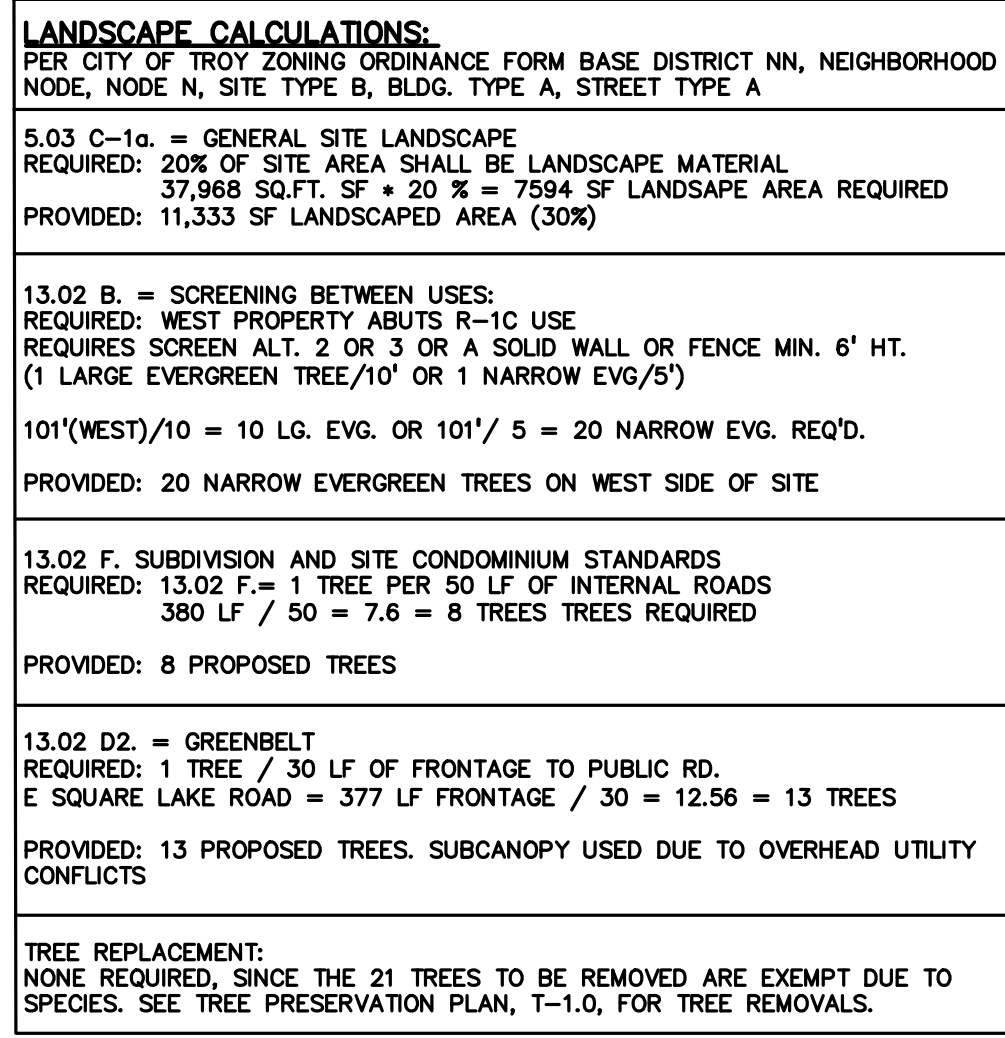 LANDSCAPE CALCULATIONS:
PER CITY OF TROY ZONING ORDINANCE FORM BASE DISTRICT NN, NEIGHBORHOOD
NODE, NODE N, SITE TYPE B, BLDG. TYPE A, STREET TYPE A
5.03 C-1a. = GENERAL SITE LANDSCAPE
REQUIRED: 20% OF SITE AREA SHALL BE LANDSCAPE MATERIAL
37,968 SQ.FT. SF * 20 % = 7594 SF LANDSAPE AREA REQUIRED
PROVIDED: 11,333 SF LANDSCAPED AREA (30%)
13.02 B. = SCREENING BETWEEN USES:
REQUIRED: WEST PROPERTY ABUTS R-1C USE
REQUIRES SCREEN ALT. 2 OR 3 OR A SOLID WALL OR FENCE MIN. 6' HT.
(1 LARGE EVERGREEN TREE/10' OR 1 NARROW EVG/5')
101'(WEST)/10 = 10 LG. EVG. OR 101'/ 5 = 20 NARROW EVG. REQ'D.
PROVIDED: 20 NARROW EVERGREEN TREES ON WEST SIDE OF SITE
13.02 F. SUBDIVISION AND SITE CONDOMINIUM STANDARDS
REQUIRED: 13.02 F.= 1 TREE PER 50 LF OF INTERNAL ROADS
380 LF / 50 = 7.6 = 8 TREES TREES REQUIRED
PROVIDED: 8 PROPOSED TREES
13.02 D2. = GREENBELT
REQUIRED: 1 TREE / 30 LF OF FRONTAGE TO PUBLIC RD.
E SQUARE LAKE ROAD = 377 LF FRONTAGE / 30 = 12.56 = 13 TREES
PROVIDED: 13 PROPOSED TREES. SUBCANOPY USED DUE TO OVERHEAD UTILITY
CONFLICTS
TREE REPLACEMENT:
NONE REQUIRED, SINCE THE 21 TREES TO BE REMOVED ARE EXEMPT DUE TO
SPECIES. SEE TREE PRESERVATION PLAN, T-1.0, FOR TREE REMOVALS.